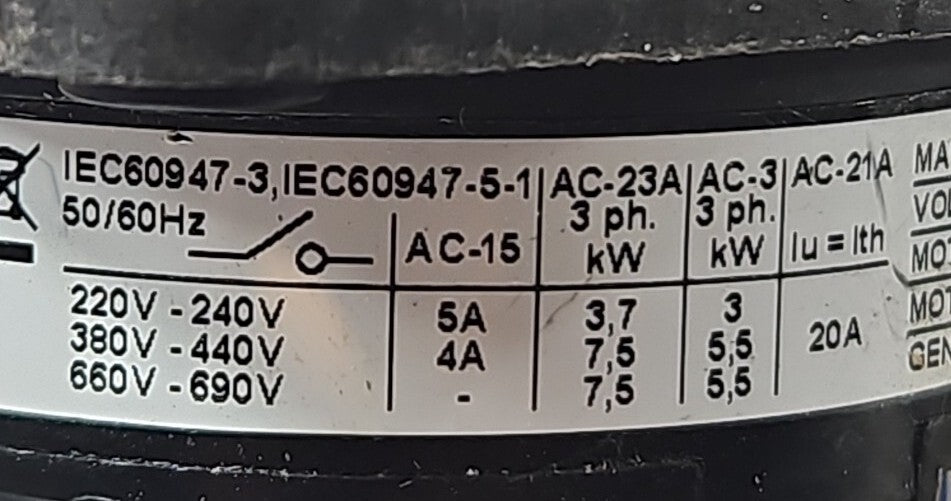 IEC60947-3, IEC60947-5-1 AC-23A AC-3 AC-21A
50/60Hz AC-15 3 ph. kW 3 ph. kW Iu = Ith
220V - 240V 5A 3,7 3 20A
380V - 440V 4A 7,5 5,5
660V - 690V - 7,5 5,5